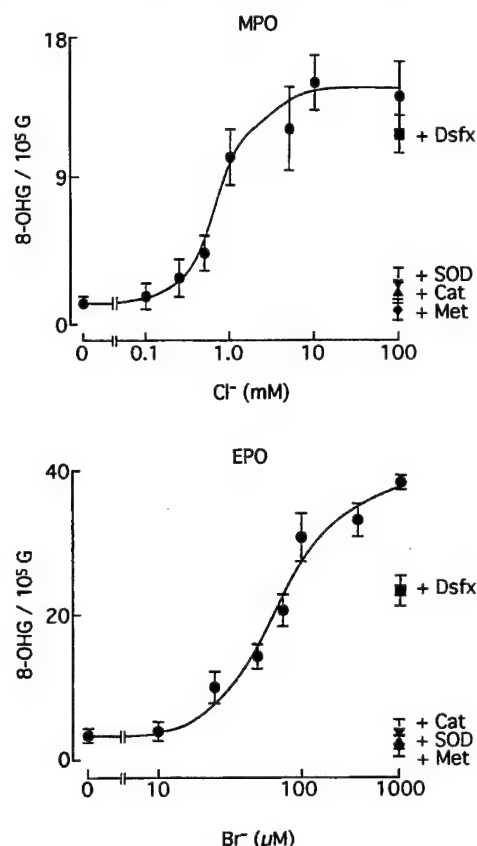 MPO
18
9
0
8-OHG / 10⁵ G
+ Dsfx
+ SOD
+ Cat
+ Met
0 0.1 1.0 10 100
Cl⁻ (mM)
EPO
40
20
0
8-OHG / 10⁵ G
+ Dsfx
+ Cat
+ SOD
+ Met
0 10 100 1000
Br⁻ (μM)